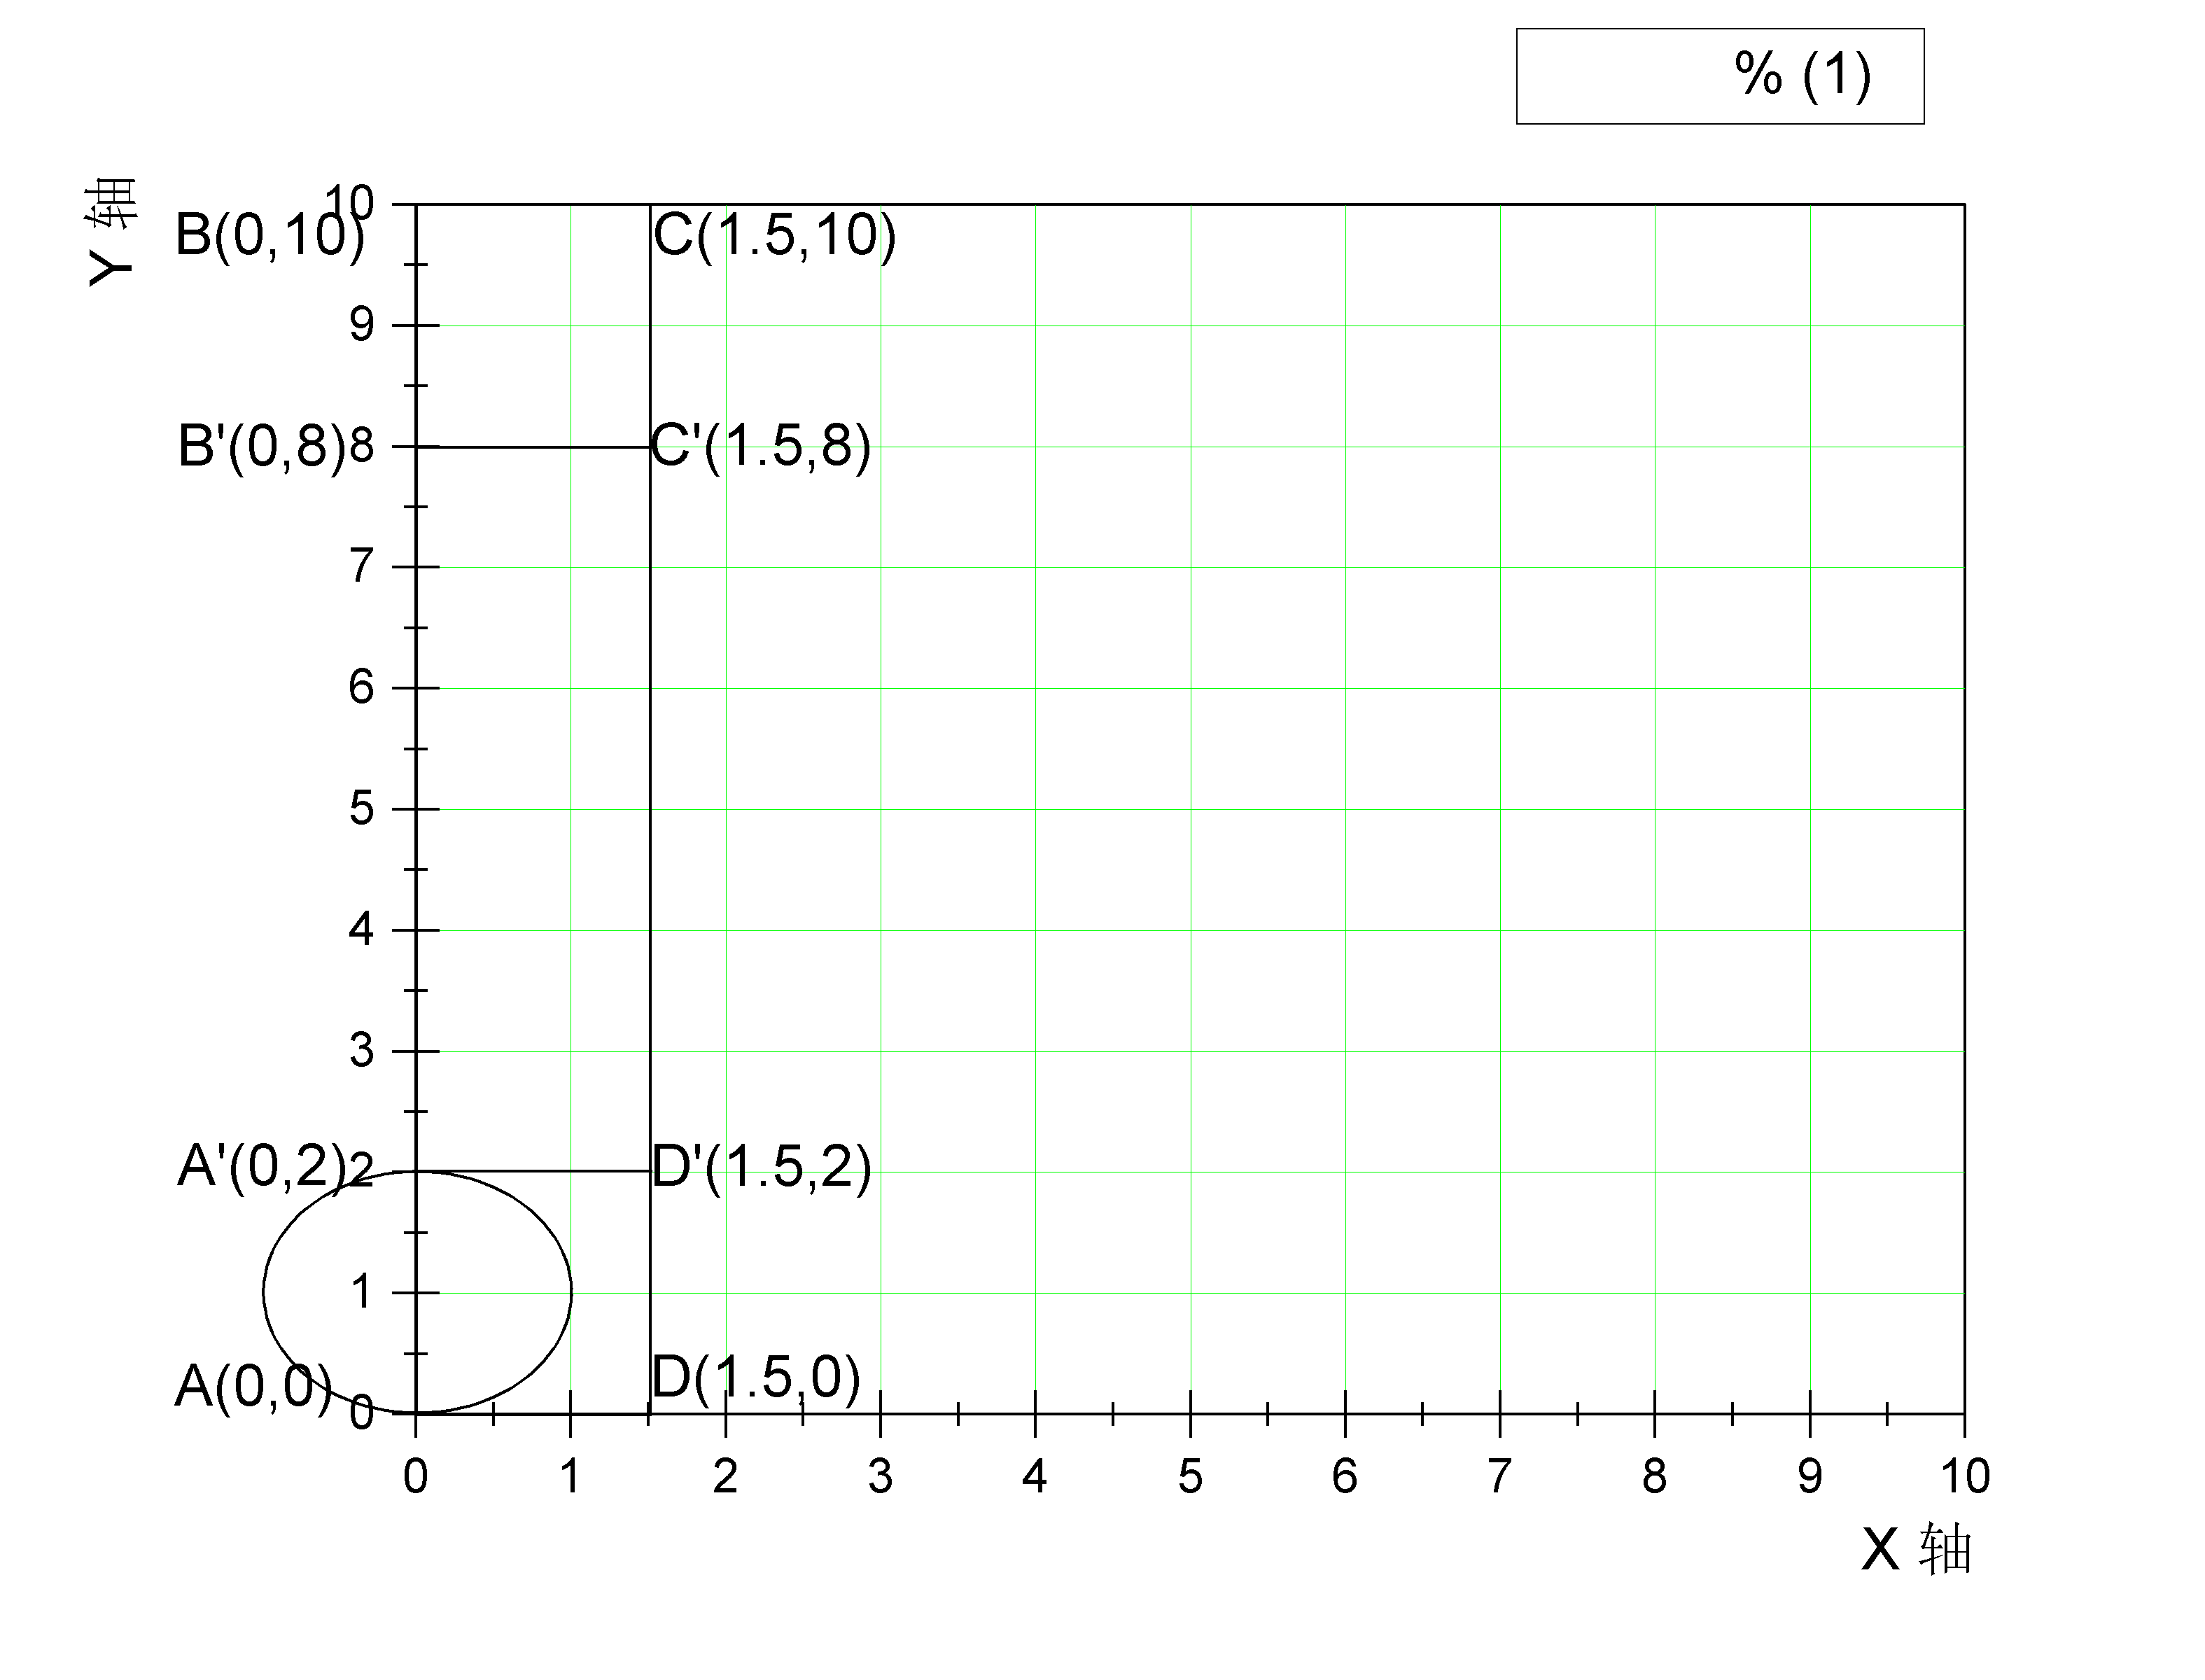 % (1)
Y 轴
10
B(0,10)
C(1.5,10)
9
B'(0,8)
8
C'(1.5,8)
7
6
5
4
3
A'(0,2)
2
D'(1.5,2)
1
A(0,0)
D(1.5,0)
0
0 1 2 3 4 5 6 7 8 9 10
X 轴